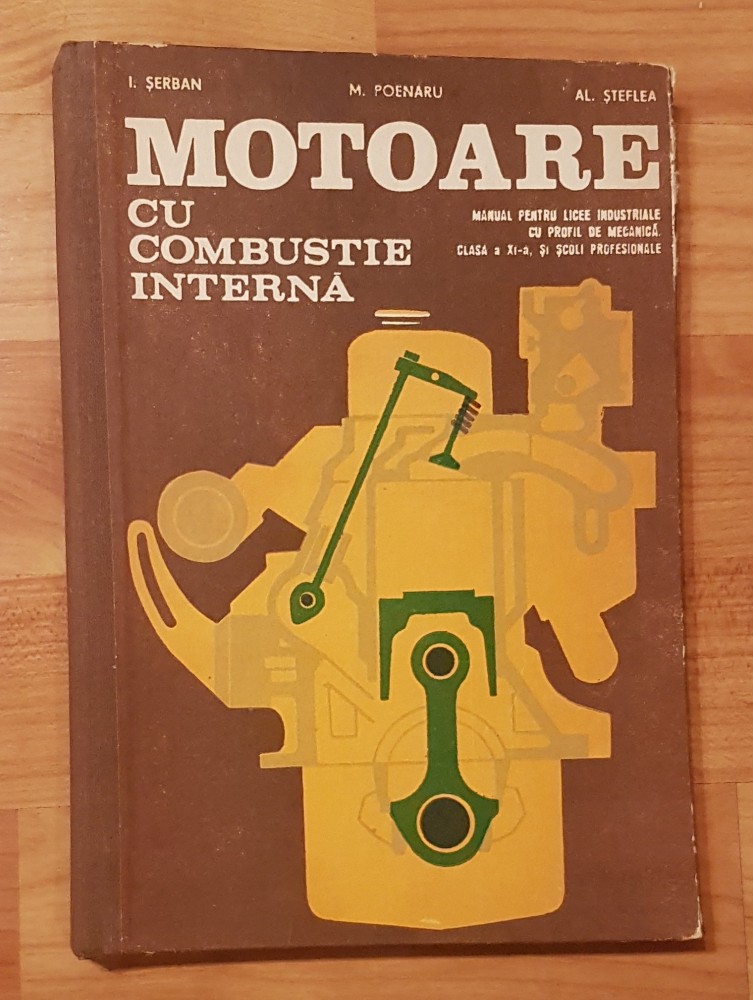 I. ȘERBAN M. POENARU AL. ȘTEFLEA
MOTOARE
CU
COMBUSTIE
INTERNĂ
MANUAL PENTRU LICEE INDUSTRIALE
CU PROFIL DE MECANICĂ.
CLASA a XI-a, ȘI ȘCOLI PROFESIONALE